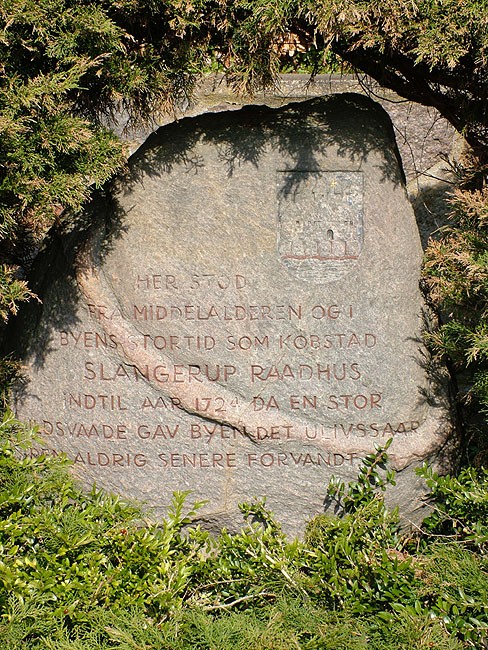 HER STOD
FRA MIDDELALDEREN OG I
BYENS STORTID SOM KØBSTAD
SLANGERUP RAADHUS
INDTIL AAR 1724 DA EN STOR
ILDSVAADE GAV BYEN DET ULIVSSAAR
DEN ALDRIG SENERE FORVANDT